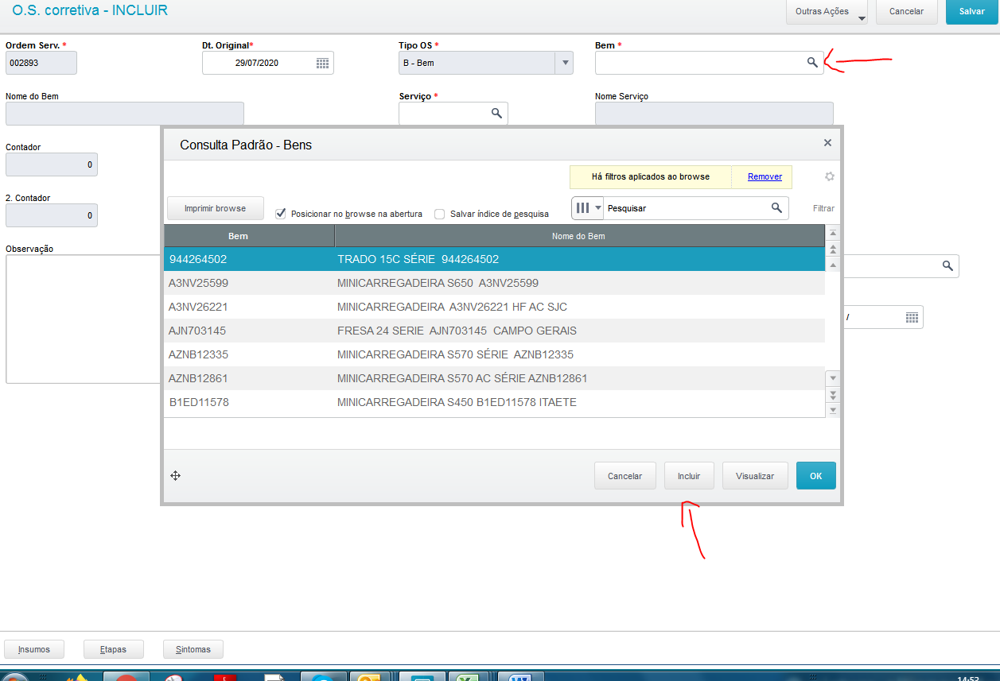 O.S. corretiva - INCLUIR
Outras Ações
Cancelar
Salvar
Ordem Serv. *
Dt. Original*
Tipo OS *
Bem *
002893
29/07/2020
B - Bem
Nome do Bem
Serviço *
Nome Serviço
Contador
0
2. Contador
0
Observação
/
Consulta Padrão - Bens
Há filtros aplicados ao browse Remover
Imprimir browse
Posicionar no browse na abertura
Salvar índice de pesquisa
Pesquisar
Filtrar
Bem Nome do Bem
944264502 TRADO 15C SÉRIE 944264502
A3NV25599 MINICARREGADEIRA S650 A3NV25599
A3NV26221 MINICARREGADEIRA A3NV26221 HF AC SJC
AJN703145 FRESA 24 SERIE AJN703145 CAMPO GERAIS
AZNB12335 MINICARREGADEIRA S570 SÉRIE AZNB12335
AZNB12861 MINICARREGADEIRA S570 AC SÉRIE AZNB12861
B1ED11578 MINICARREGADEIRA S450 B1ED11578 ITAETE
Cancelar
Incluir
Visualizar
OK
Insumos
Etapas
Sintomas
14:52